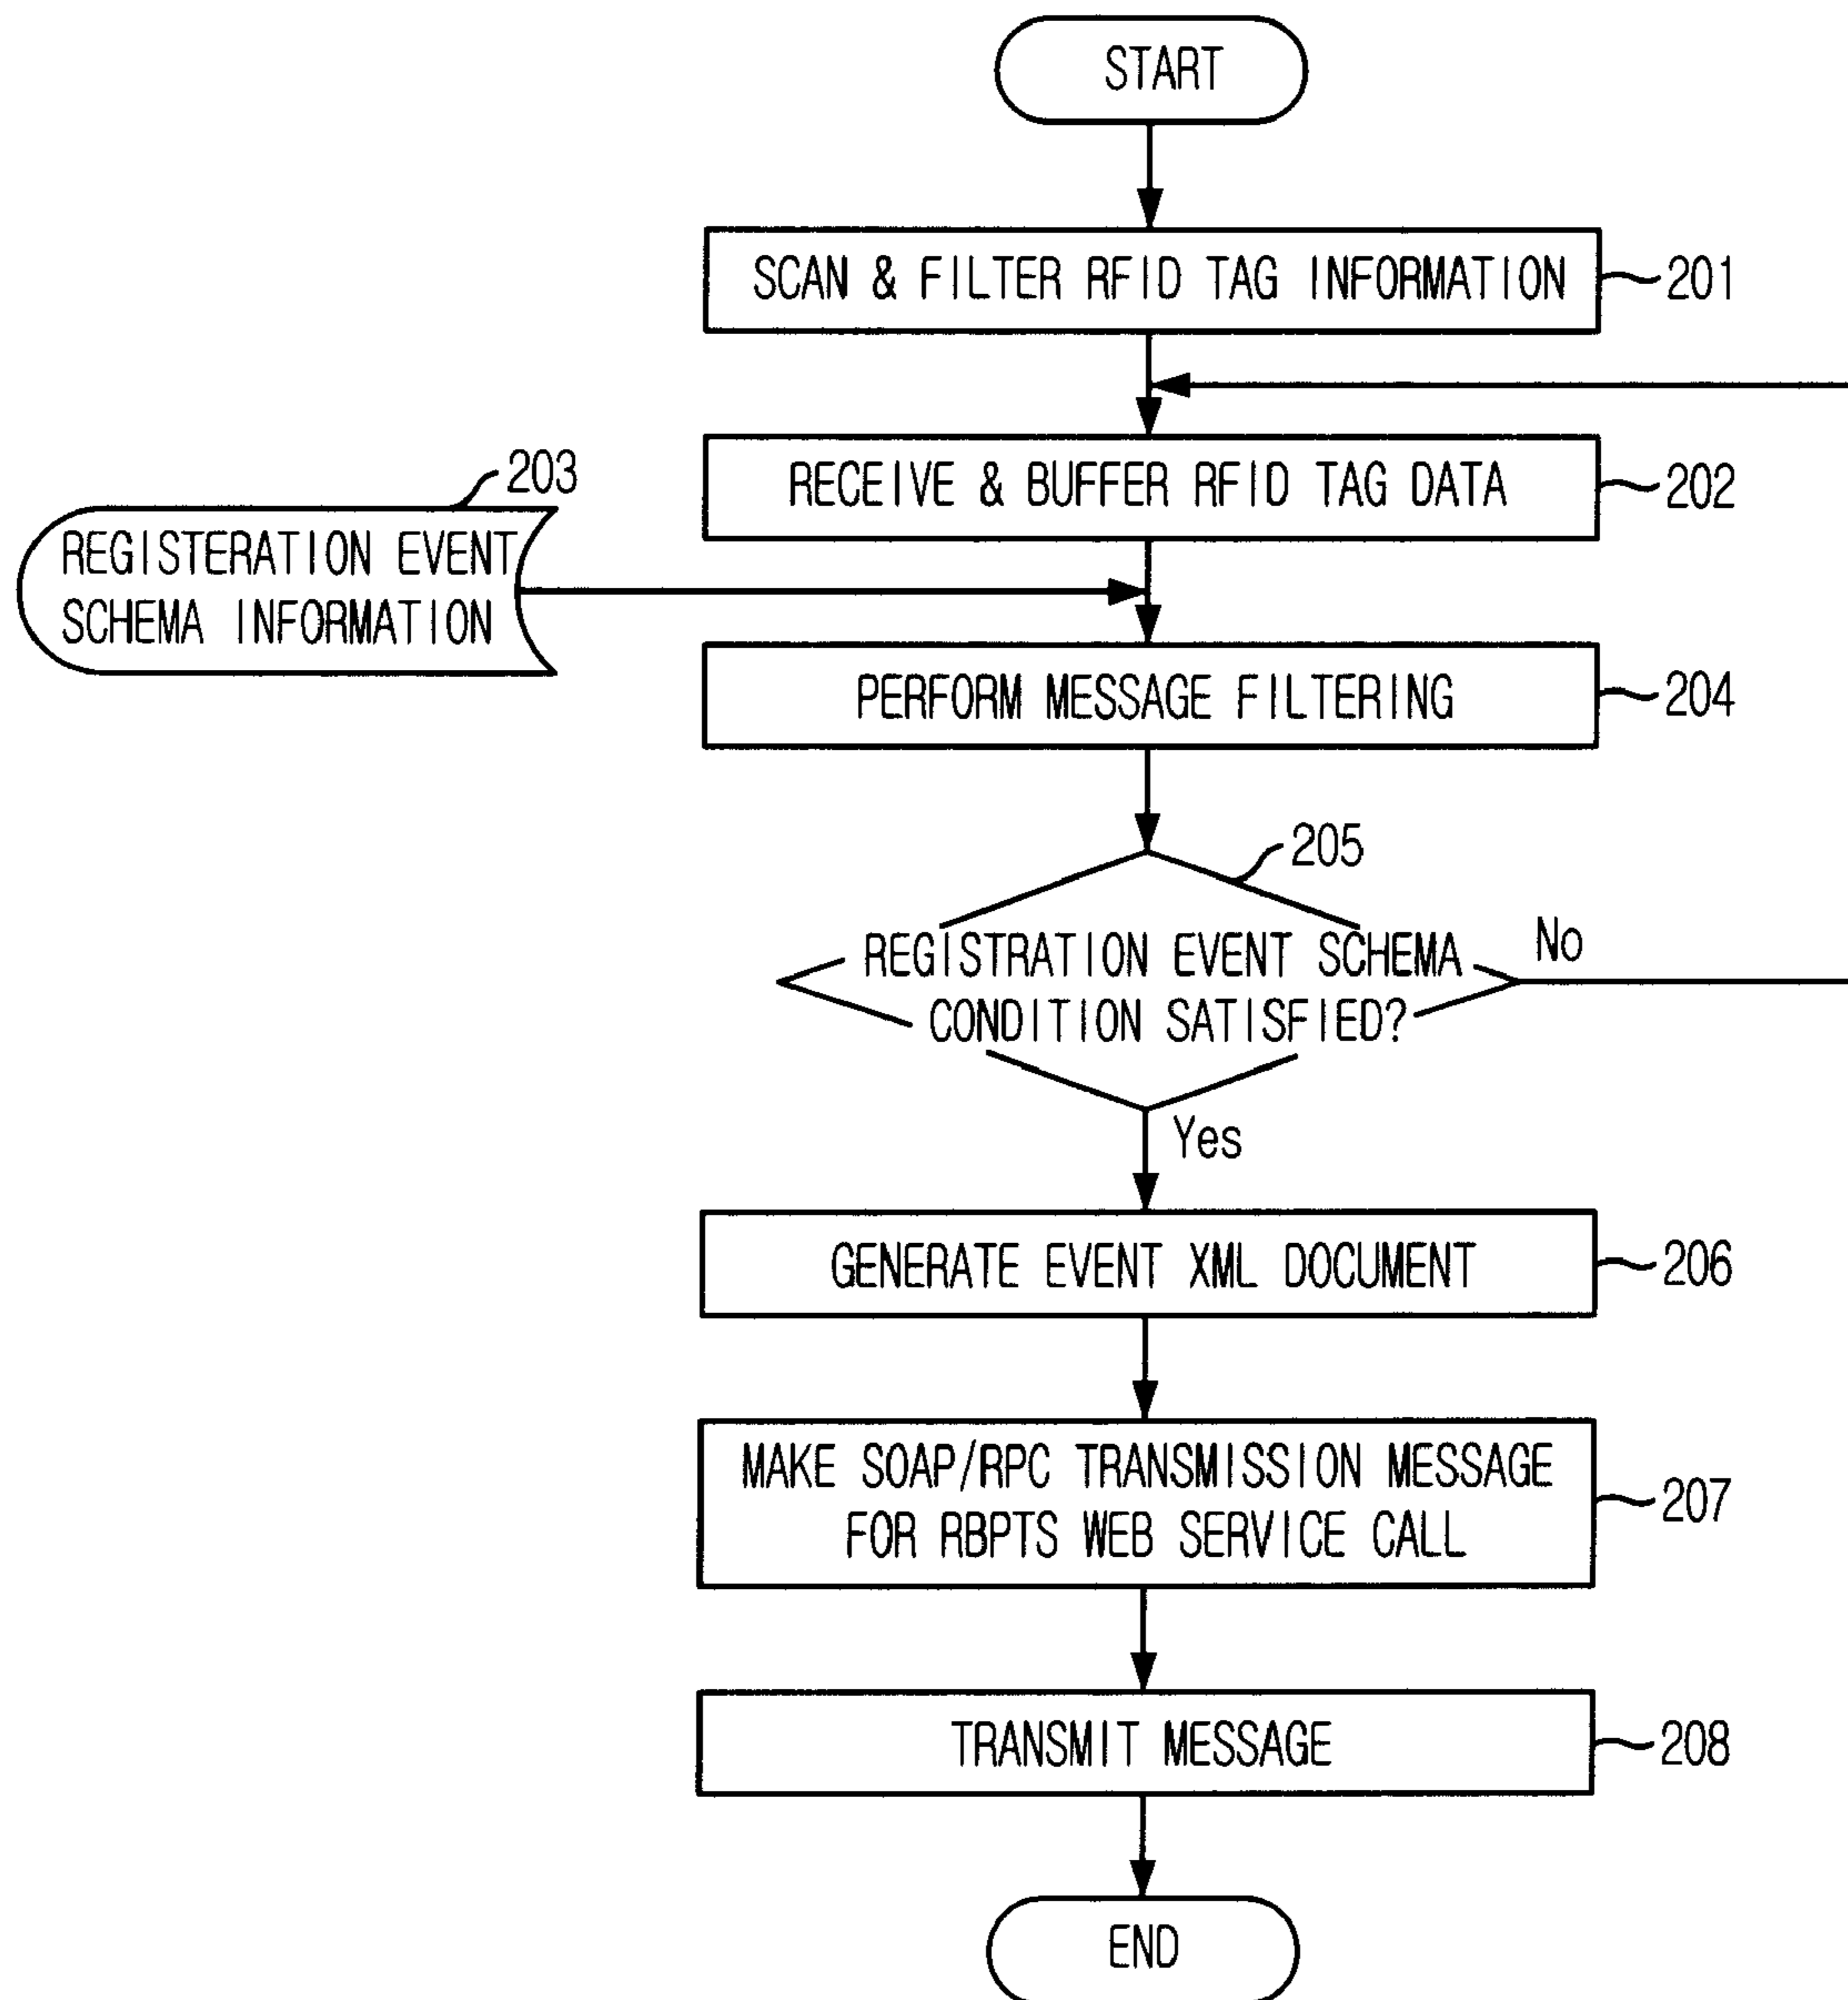 START
SCAN & FILTER RFID TAG INFORMATION
201
RECEIVE & BUFFER RFID TAG DATA
202
203
REGISTERATION EVENT
SCHEMA INFORMATION
PERFORM MESSAGE FILTERING
204
205
REGISTRATION EVENT SCHEMA
CONDITION SATISFIED?
No
Yes
GENERATE EVENT XML DOCUMENT
206
MAKE SOAP/RPC TRANSMISSION MESSAGE
FOR RBPTS WEB SERVICE CALL
207
TRANSMIT MESSAGE
208
END